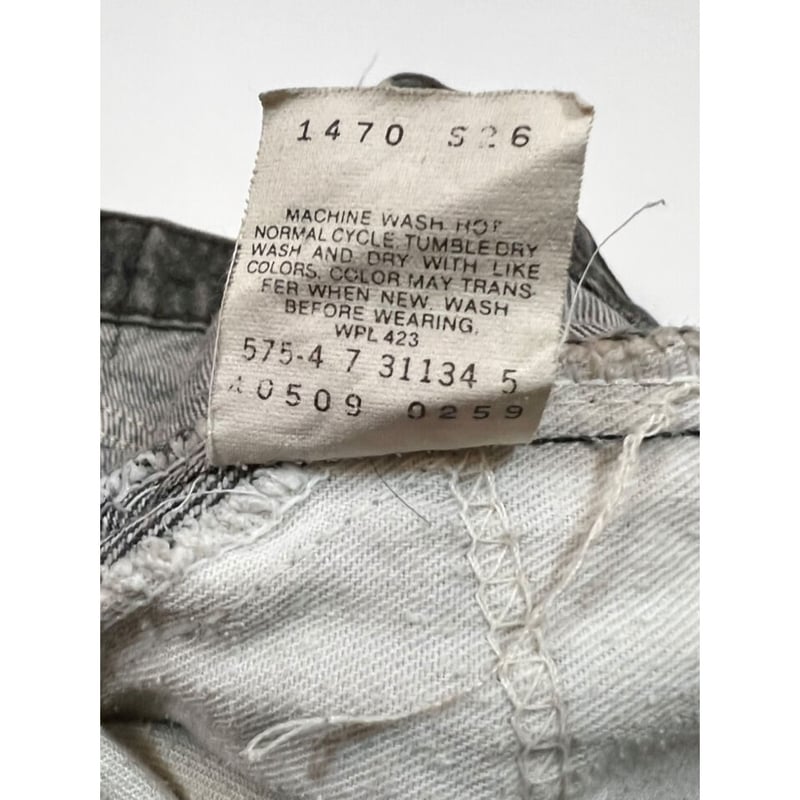 1470 S26
MACHINE WASH HOT
NORMAL CYCLE TUMBLE DRY
WASH AND DRY WITH LIKE
COLORS. COLOR MAY TRANS-
FER WHEN NEW. WASH
BEFORE WEARING.
WPL 423
575-4 7 31134 5
0509 0259